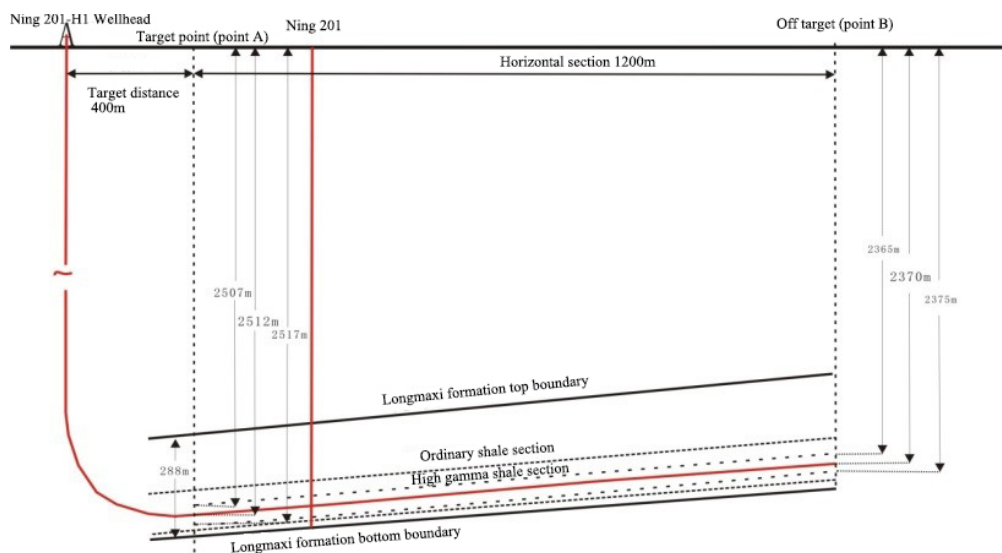 Ning 201-H1 Wellhead
Target point (point A)
Ning 201
Off target (point B)
Horizontal section 1200m
Target distance
400m
2365m
2370m
2375m
2507m
2512m
2517m
Longmaxi formation top boundary
Ordinary shale section
High gamma shale section
288m
Longmaxi formation bottom boundary